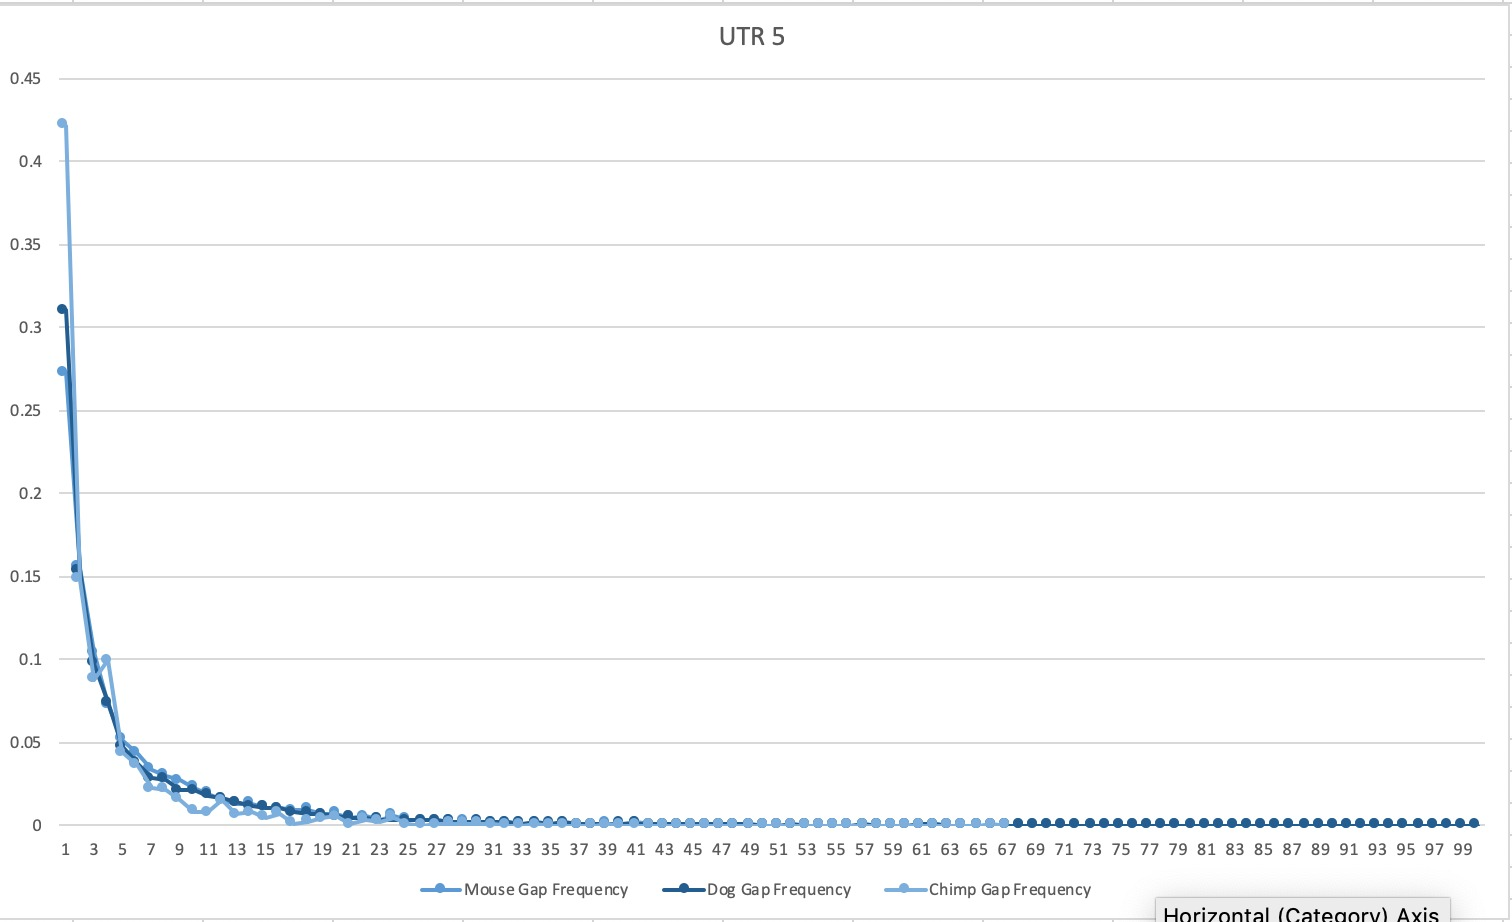 UTR 5
0.45
0.4
0.35
0.3
0.25
0.2
0.15
0.1
0.05
0
1 3 5 7 9 11 13 15 17 19 21 23 25 27 29 31 33 35 37 39 41 43 45 47 49 51 53 55 57 59 61 63 65 67 69 71 73 75 77 79 81 83 85 87 89 91 93 95 97 99
Mouse Gap Frequency Dog Gap Frequency Chimp Gap Frequency
Horizontal (Category) Axis